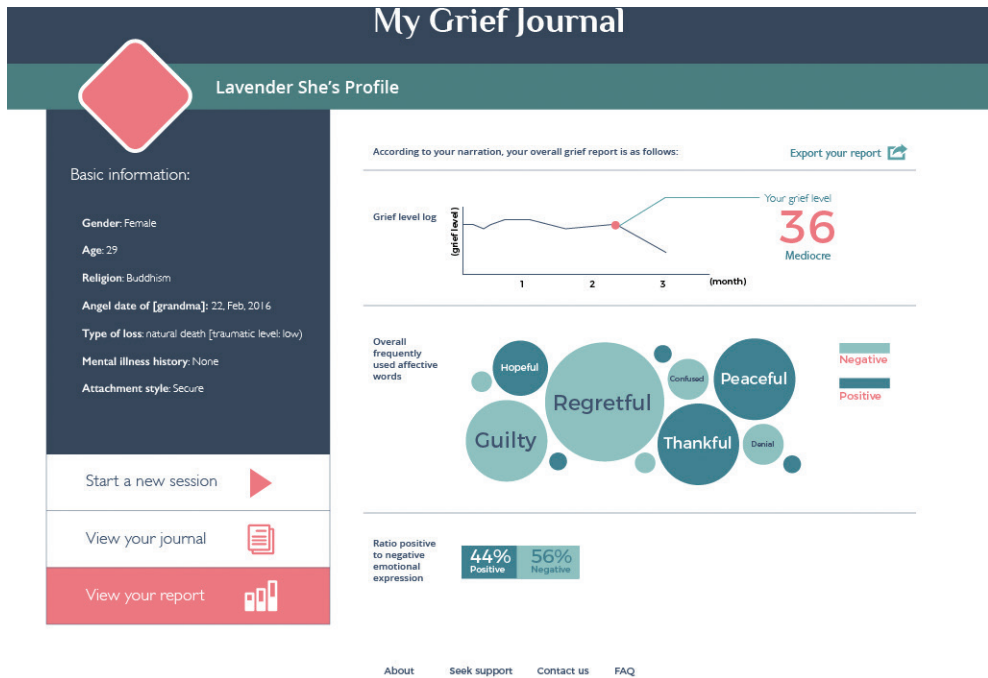 My Grief Journal
Lavender She's Profile
Basic information:
Gender: Female
Age: 29
Religion: Buddhism
Angel date of [grandma]: 22, Feb, 2016
Type of loss: natural death [traumatic level: low)
Mental illness history: None
Attachment style: Secure
Start a new session
View your journal
View your report
According to your narration, your overall grief report is as follows:
Export your report
Grief level log
(grief level)
1
2
3
(month)
Your grief level
36
Mediocre
Overall
frequently
used affective
words
Hopeful
Regretful
Confused
Peaceful
Guilty
Thankful
Denial
Negative
Positive
Ratio positive
to negative
emotional
expression
44%
Positive
56%
Negative
About
Seek support
Contact us
FAQ